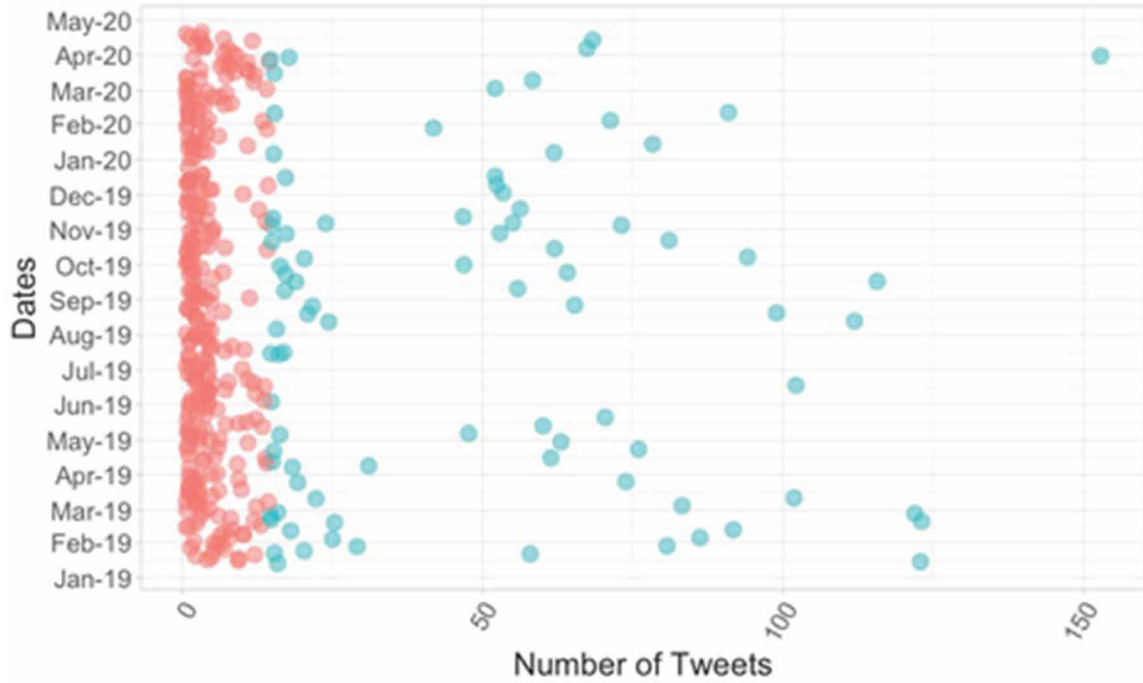 May-20
Apr-20
Mar-20
Feb-20
Jan-20
Dec-19
Nov-19
Oct-19
Sep-19
Aug-19
Jul-19
Jun-19
May-19
Apr-19
Mar-19
Feb-19
Jan-19
Dates
0
50
100
150
Number of Tweets